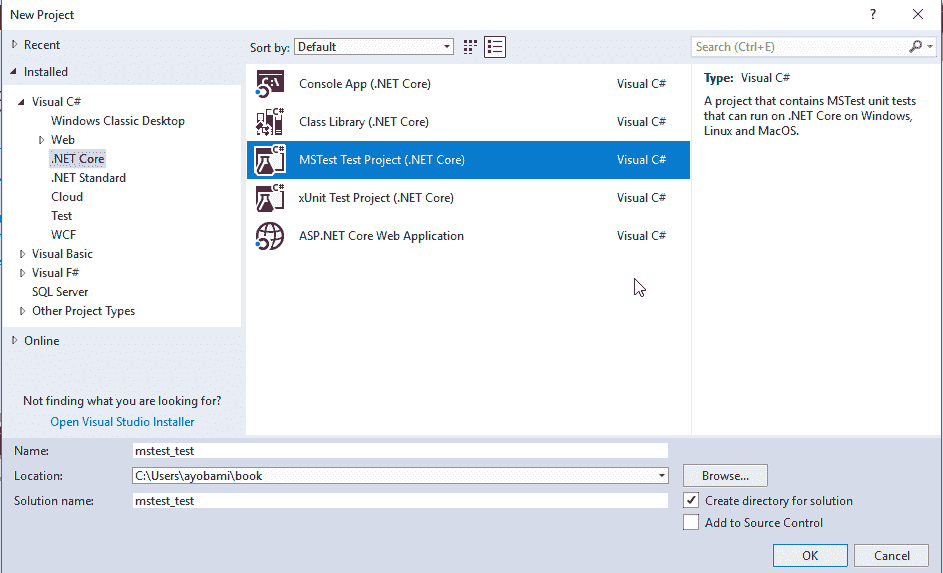 New Project
?
Recent
Installed
Visual C#
Windows Classic Desktop
Web
.NET Core
.NET Standard
Cloud
Test
WCF
Visual Basic
Visual F#
SQL Server
Other Project Types
Online
Not finding what you are looking for?
Open Visual Studio Installer
Sort by: Default
Console App (.NET Core) Visual C#
Class Library (.NET Core) Visual C#
MSTest Test Project (.NET Core) Visual C#
xUnit Test Project (.NET Core) Visual C#
ASP.NET Core Web Application Visual C#
Search (Ctrl+E)
Type: Visual C#
A project that contains MSTest unit tests
that can run on .NET Core on Windows,
Linux and MacOS.
Name: mstest_test
Location: C:\Users\ayobami\book
Solution name: mstest_test
Browse...
Create directory for solution
Add to Source Control
OK Cancel